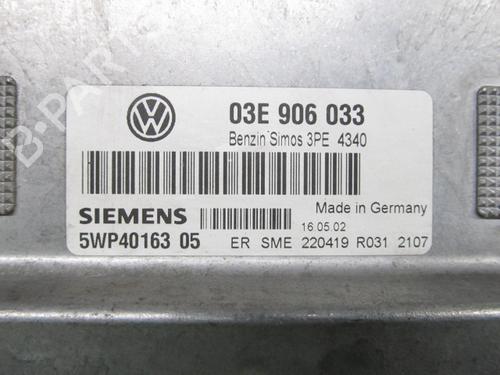 03E 906 033
Benzin Simos 3PE 4340
SIEMENS
Made in Germany
16.05.02
5WP40163 05
ER SME 220419 R031 2107
B-PARTS